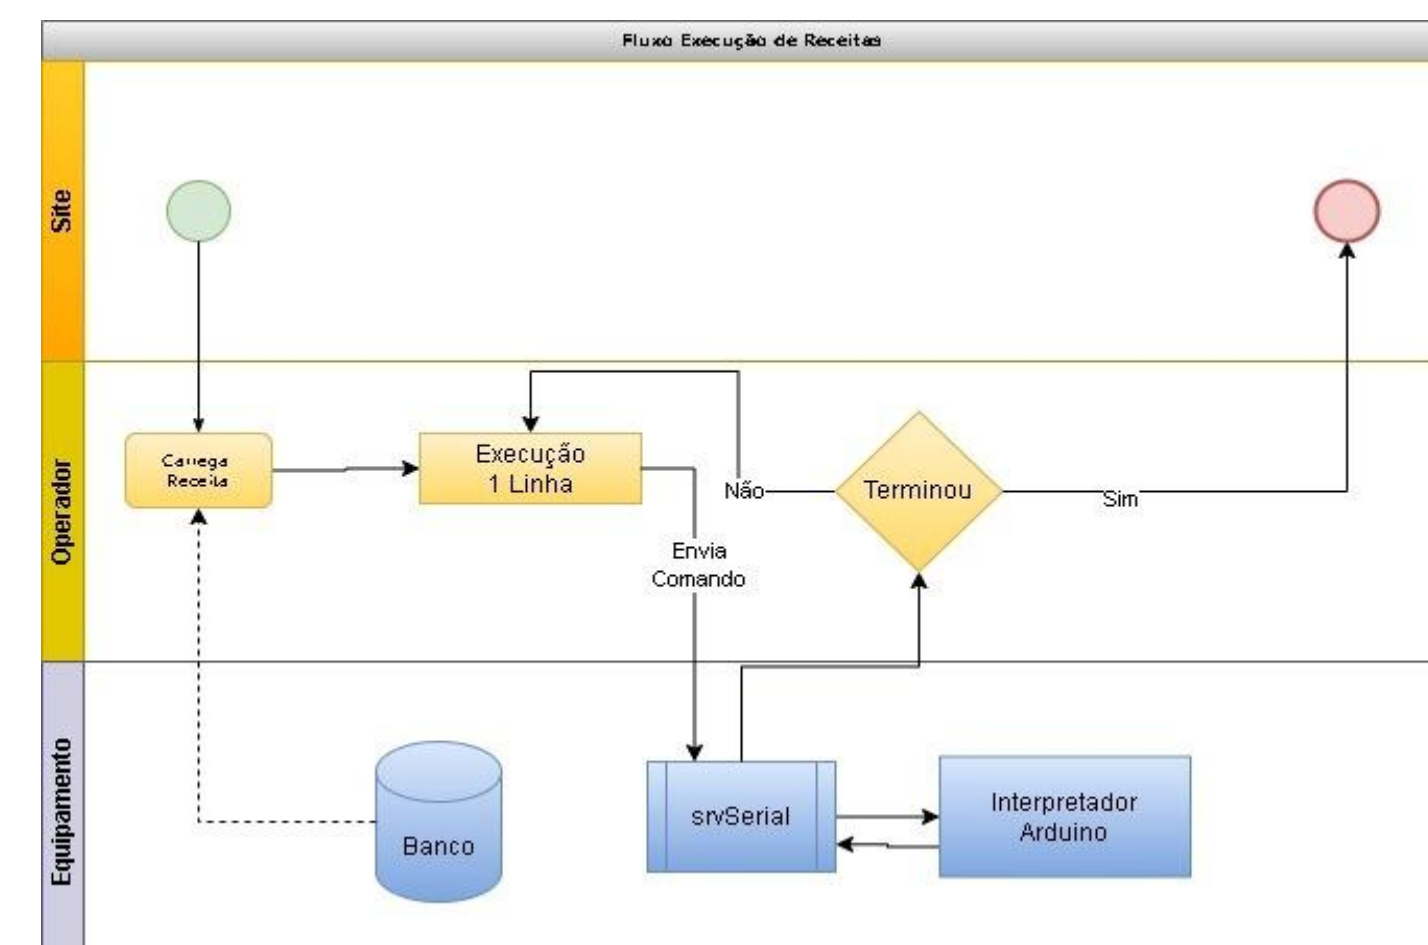 Fluxo Execução de Receitas
Site
Operador
Carrega
Receita
Execução
1 Linha
Não
Terminou
Sim
Envia
Comando
Equipamento
Banco
srvSerial
Interpretador
Arduino